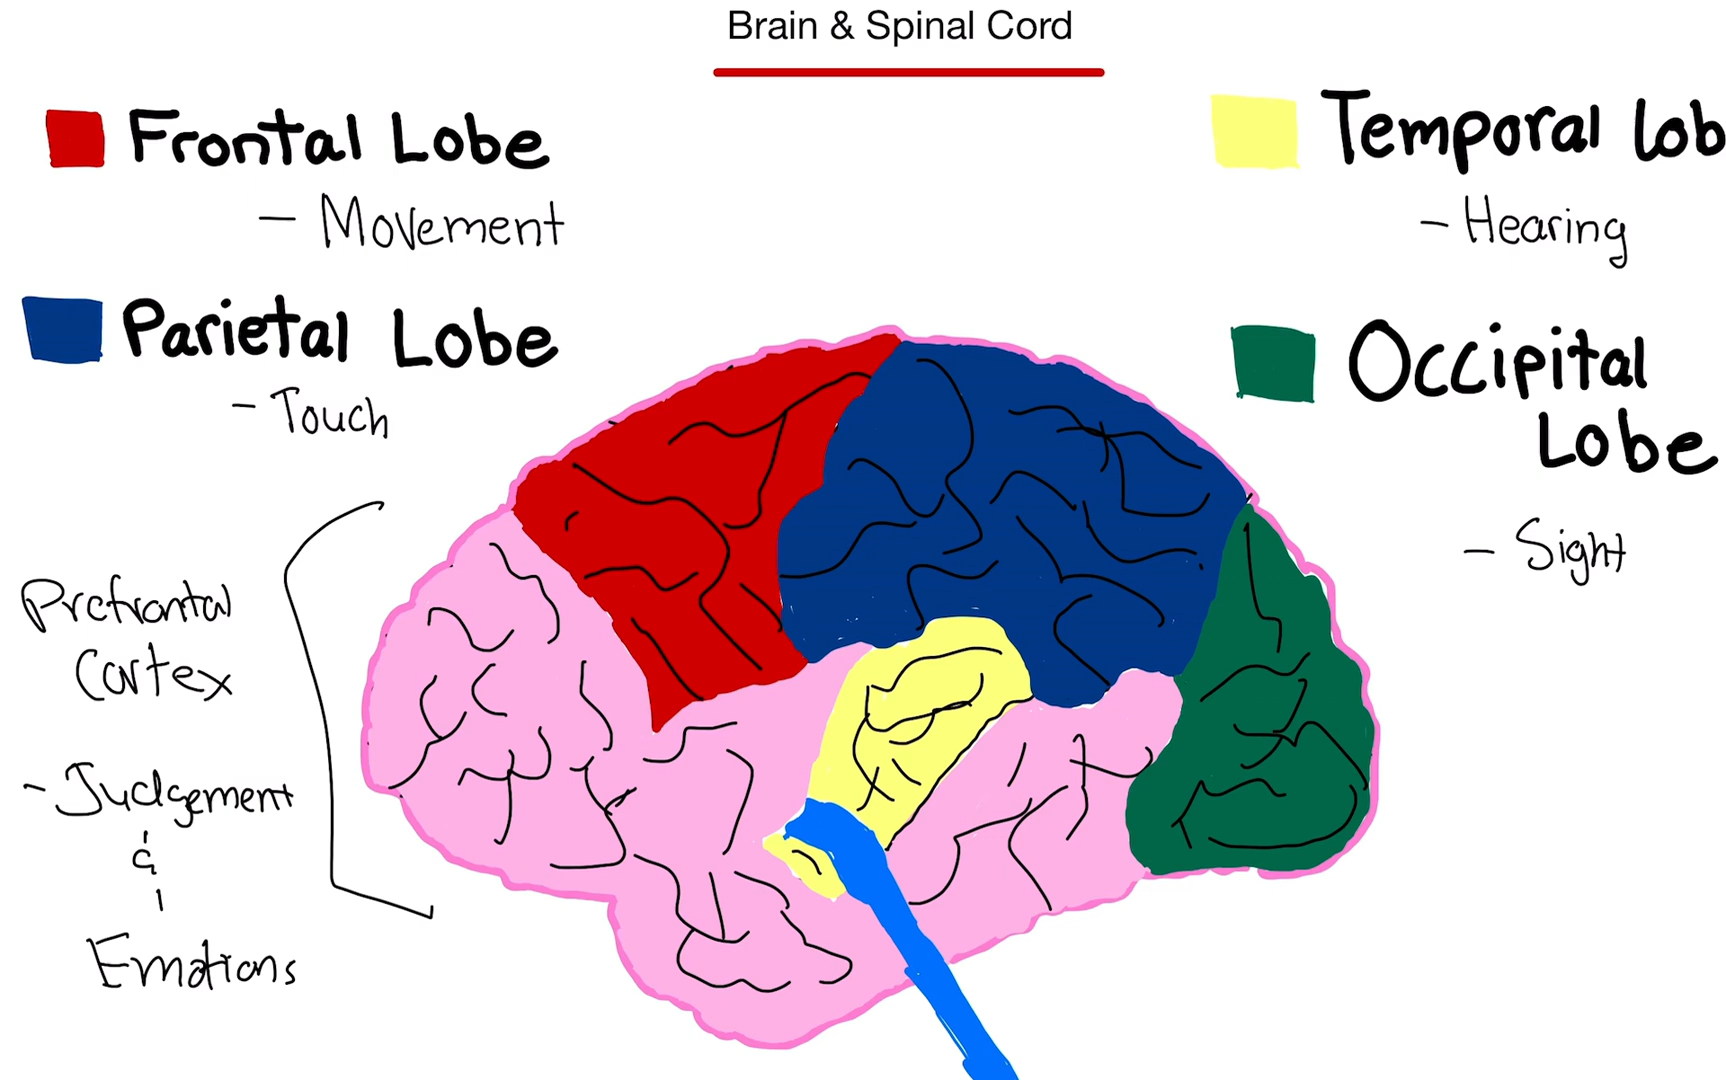 Brain & Spinal Cord
Frontal Lobe
- Movement
Parietal Lobe
- Touch
Prefrontal
Cortex
- Judgement
&
Emotions
Temporal lob
- Hearing
Occipital
Lobe
- Sight